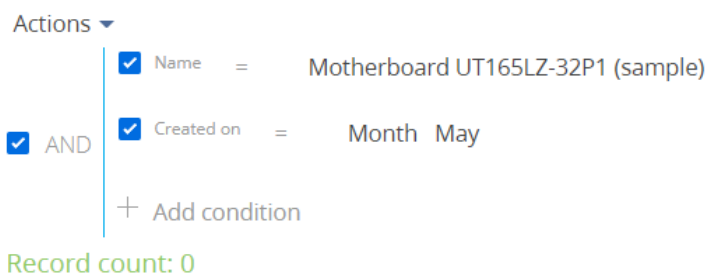 Actions
Name = Motherboard UT165LZ-32P1 (sample)
AND
Created on = Month May
+ Add condition
Record count: 0